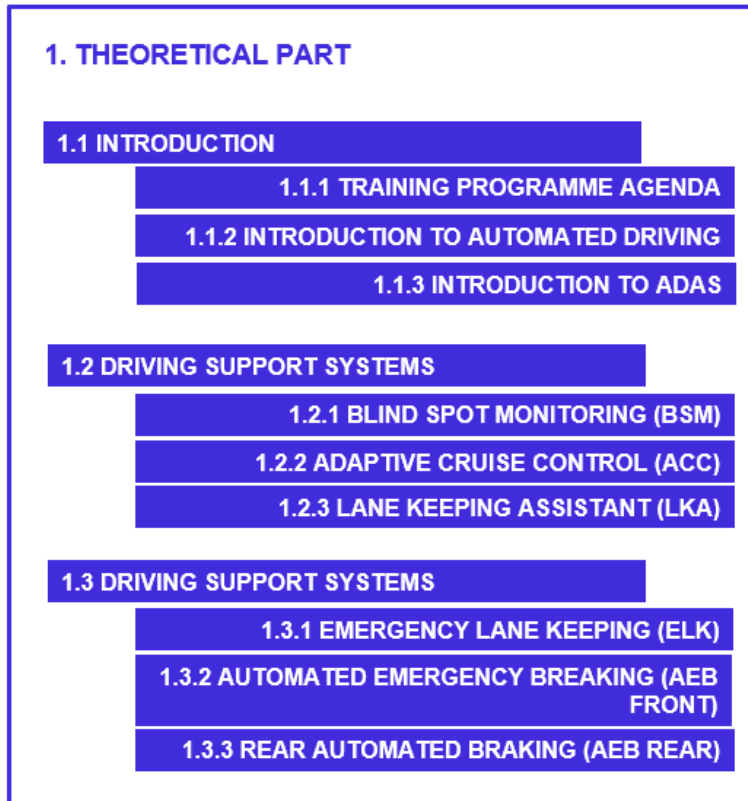 1. THEORETICAL PART
1.1 INTRODUCTION
1.1.1 TRAINING PROGRAMME AGENDA
1.1.2 INTRODUCTION TO AUTOMATED DRIVING
1.1.3 INTRODUCTION TO ADAS
1.2 DRIVING SUPPORT SYSTEMS
1.2.1 BLIND SPOT MONITORING (BSM)
1.2.2 ADAPTIVE CRUISE CONTROL (ACC)
1.2.3 LANE KEEPING ASSISTANT (LKA)
1.3 DRIVING SUPPORT SYSTEMS
1.3.1 EMERGENCY LANE KEEPING (ELK)
1.3.2 AUTOMATED EMERGENCY BREAKING (AEB
FRONT)
1.3.3 REAR AUTOMATED BRAKING (AEB REAR)